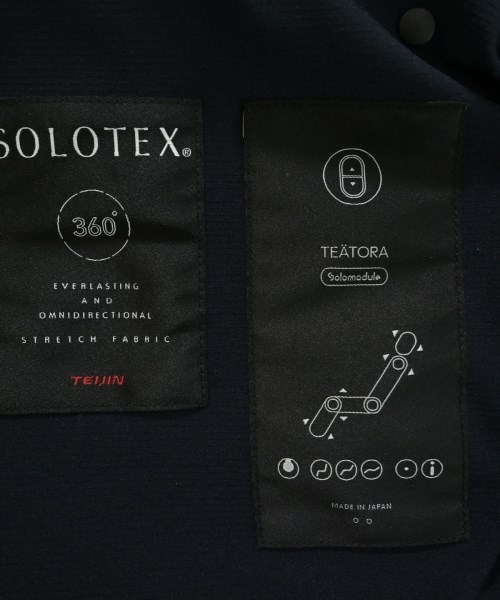 SOLOTEX®
360°
EVERLASTING
AND
OMNIDIRECTIONAL
STRETCH FABRIC
TEIJIN
TEÄTORA
Solomodule
MADE IN JAPAN